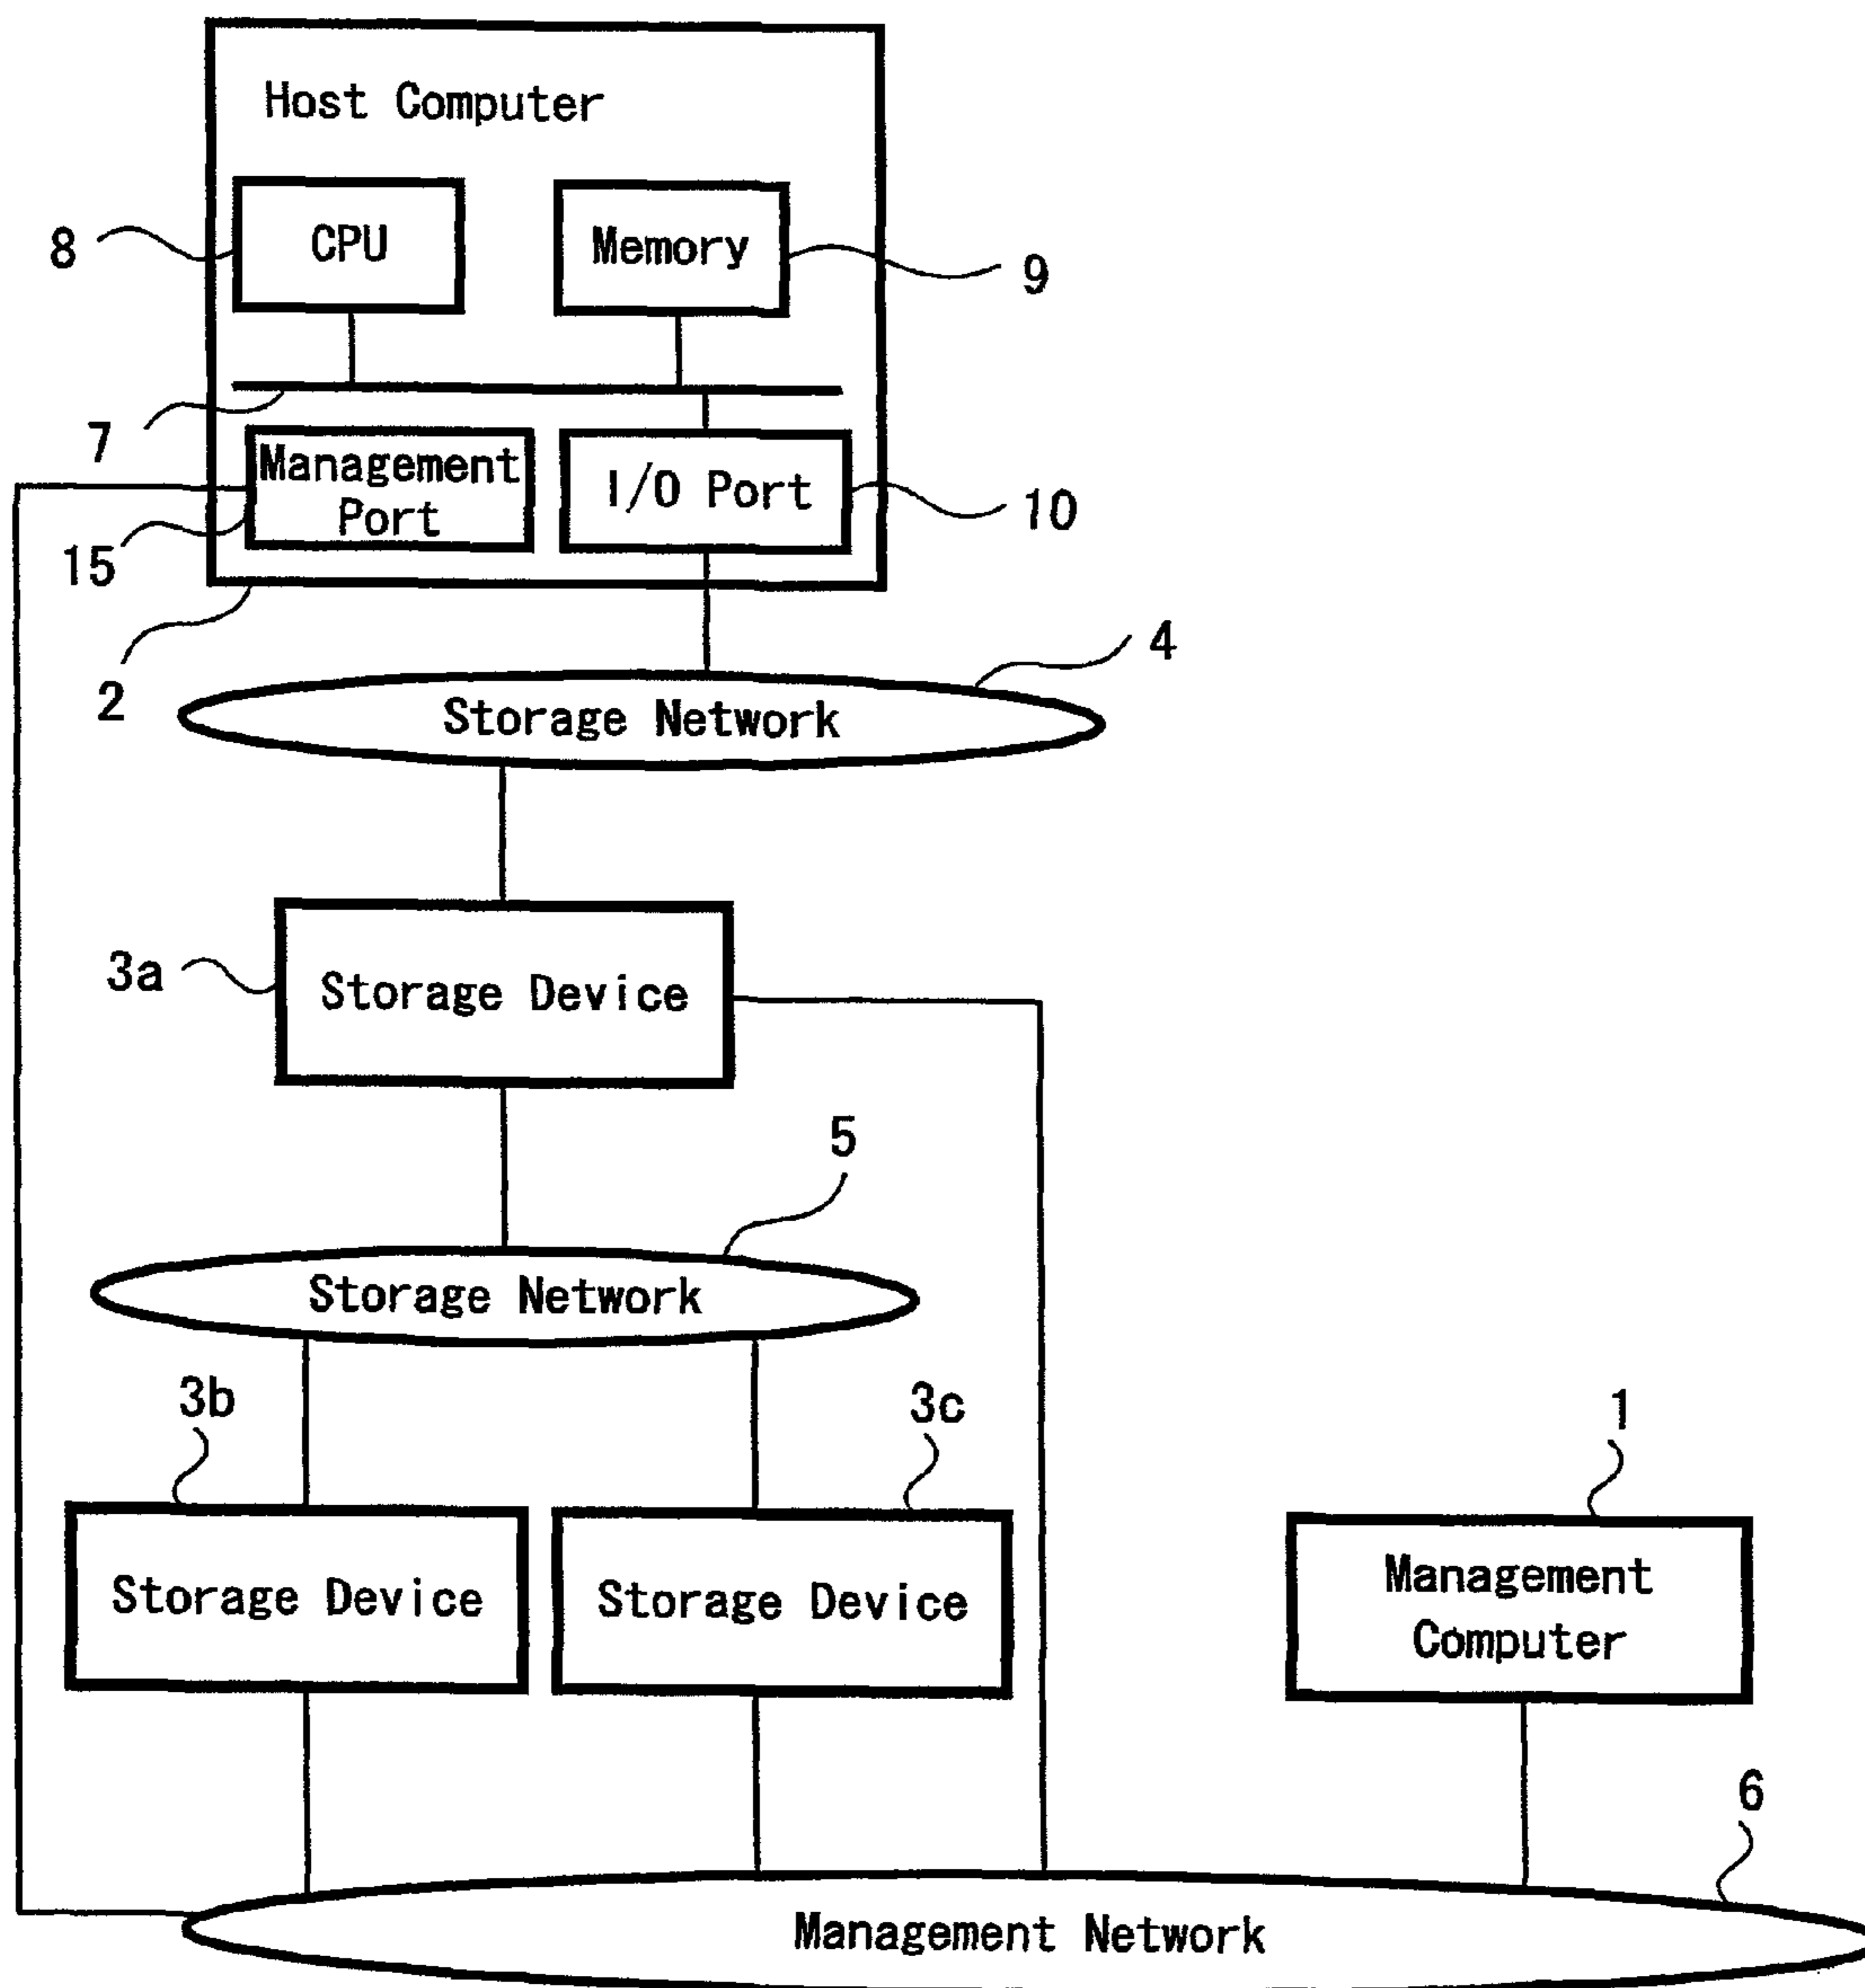 Host Computer
CPU
Memory
8
9
7
Management
Port
I/O Port
10
15
2
4
Storage Network
3a
Storage Device
5
Storage Network
3b
3c
1
Storage Device
Storage Device
Management
Computer
6
Management Network